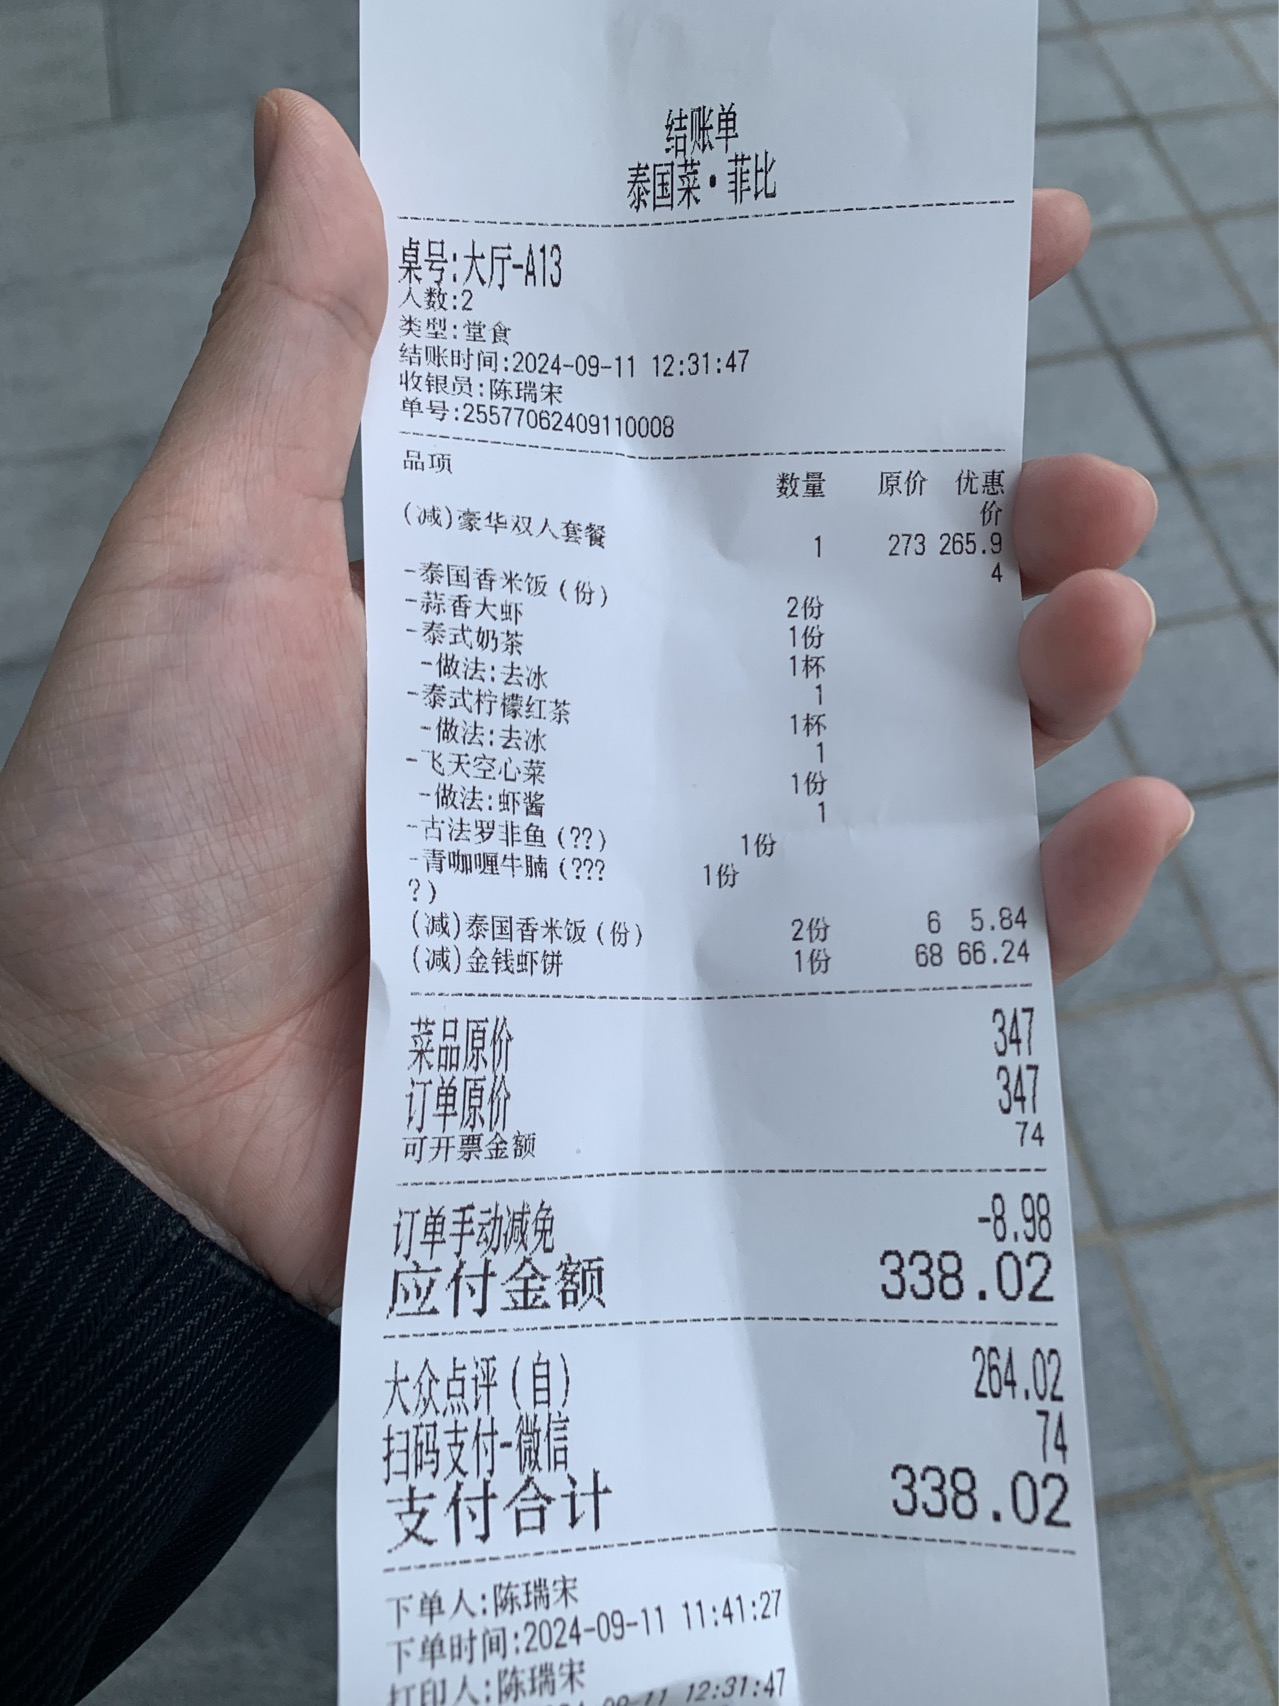 结账单
泰国菜·菲比
桌号:大厅-A13
人数:2
类型:堂食
结账时间:2024-09-11 12:31:47
收银员:陈瑞宋
单号:25577062409110008
品项 数量 原价 优惠
价
(减)豪华双人套餐 1 273 265.9
4
-泰国香米饭(份) 2份
-蒜香大虾 1份
-泰式奶茶 1杯
-做法:去冰 1
-泰式柠檬红茶 1杯
-做法:去冰 1
-飞天空心菜 1份
-做法:虾酱 1
-古法罗非鱼(??) 1份
-青咖喱牛腩(??? 1份
?)
(减)泰国香米饭(份) 2份 6 5.84
(减)金钱虾饼 1份 68 66.24
菜品原价 347
订单原价 347
可开票金额 74
订单手动减免 -8.98
应付金额 338.02
大众点评(自) 264.02
扫码支付-微信 74
支付合计 338.02
下单人:陈瑞宋
下单时间:2024-09-11 11:41:27
打印人:陈瑞宋
09-11 12:31:47